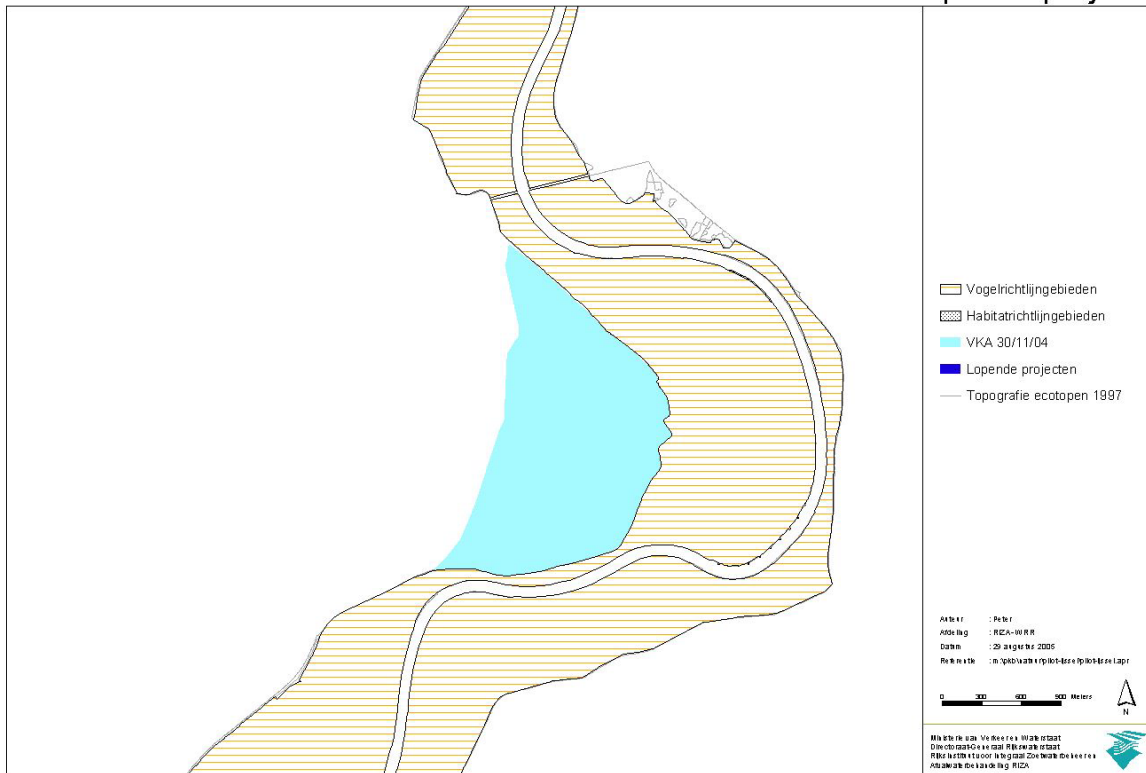 Vogelrichtlijngebieden
Habitatrichtlijngebieden
VKA 30/11/04
Lopende projecten
Topografie ecotopen 1997
Auteur : Peter
Afdeling : RIZA-WRR
Datum : 29 augustus 2005
Referentie
0 300 600 900 Meters
N
Ministerie van Verkeer en Waterstaat
Directoraat-Generaal Rijkswaterstaat
Rijksinstituut voor Integraal Zoetwaterbeheer en
Afvalwaterbehandeling RIZA